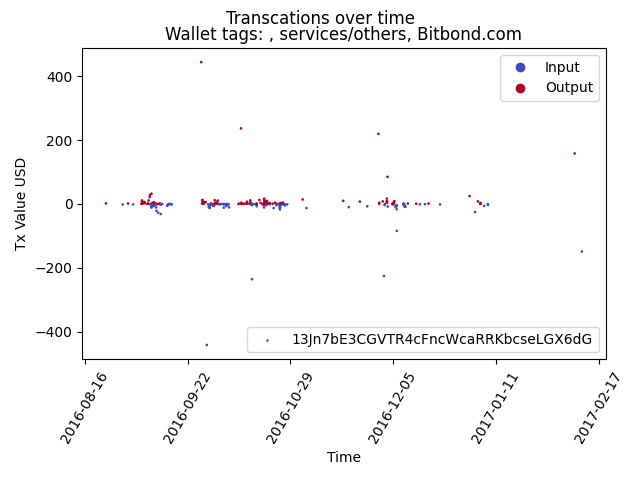 Transcations over time
Wallet tags: , services/others, Bitbond.com
Input
Output
400
200
0
−200
−400
Tx Value USD
13Jn7bE3CGVTR4cFncWcaRRKbcseLGX6dG
2016-08-16
2016-09-22
2016-10-29
2016-12-05
2017-01-11
2017-02-17
Time